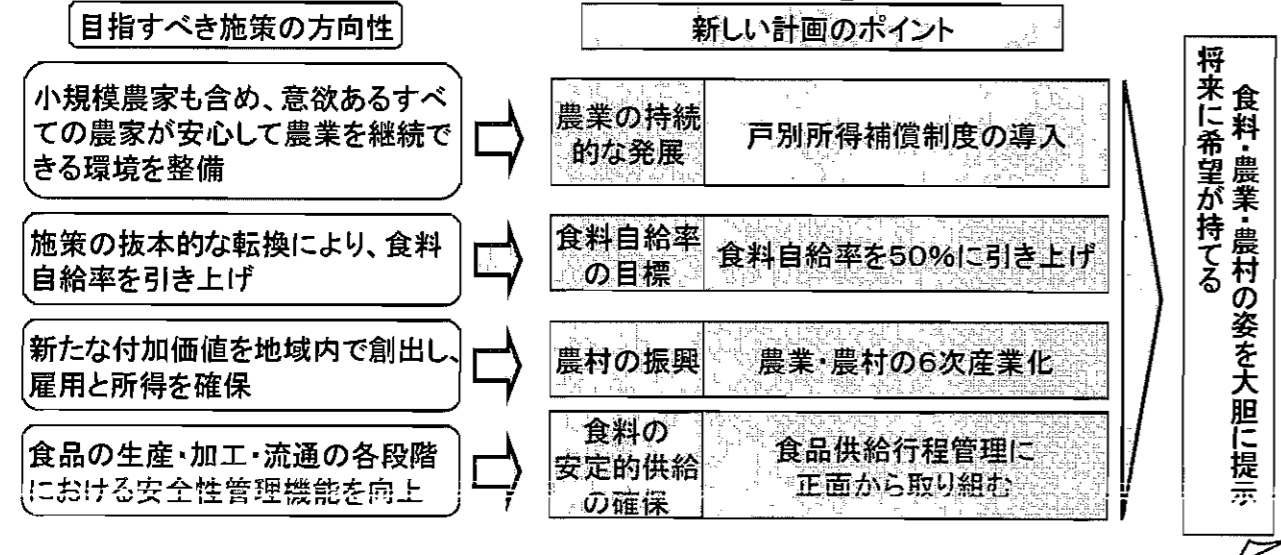 目指すべき施策の方向性
新しい計画のポイント
小規模農家も含め、意欲あるすべ
ての農家が安心して農業を継続で
きる環境を整備
農業の持続
的な発展
戸別所得補償制度の導入
施策の抜本的な転換により、食料
自給率を引き上げ
食料自給率
の目標
食料自給率を50%に引き上げ
新たな付加価値を地域内で創出し、
雇用と所得を確保
農村の振興
農業・農村の6次産業化
食品の生産・加工・流通の各段階
における安全性管理機能を向上
食料の
安定的供給
の確保
食品供給行程管理に
正面から取り組む
将来に希望が持てる
食料・農業・農村の姿を大胆に提示